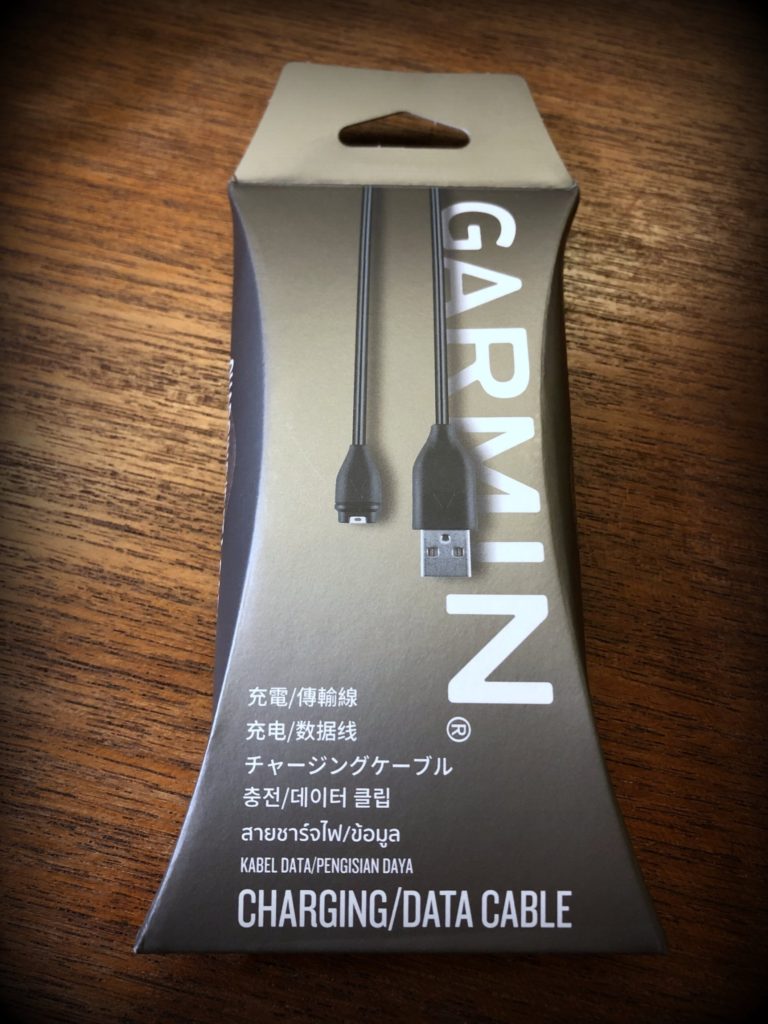 GARMIN®
充電/傳輸線
充电/数据线
チャージングケーブル
충전/데이터 클립
สายชาร์จไฟ/ข้อมูล
KABEL DATA/PENGISIAN DAYA
CHARGING/DATA CABLE